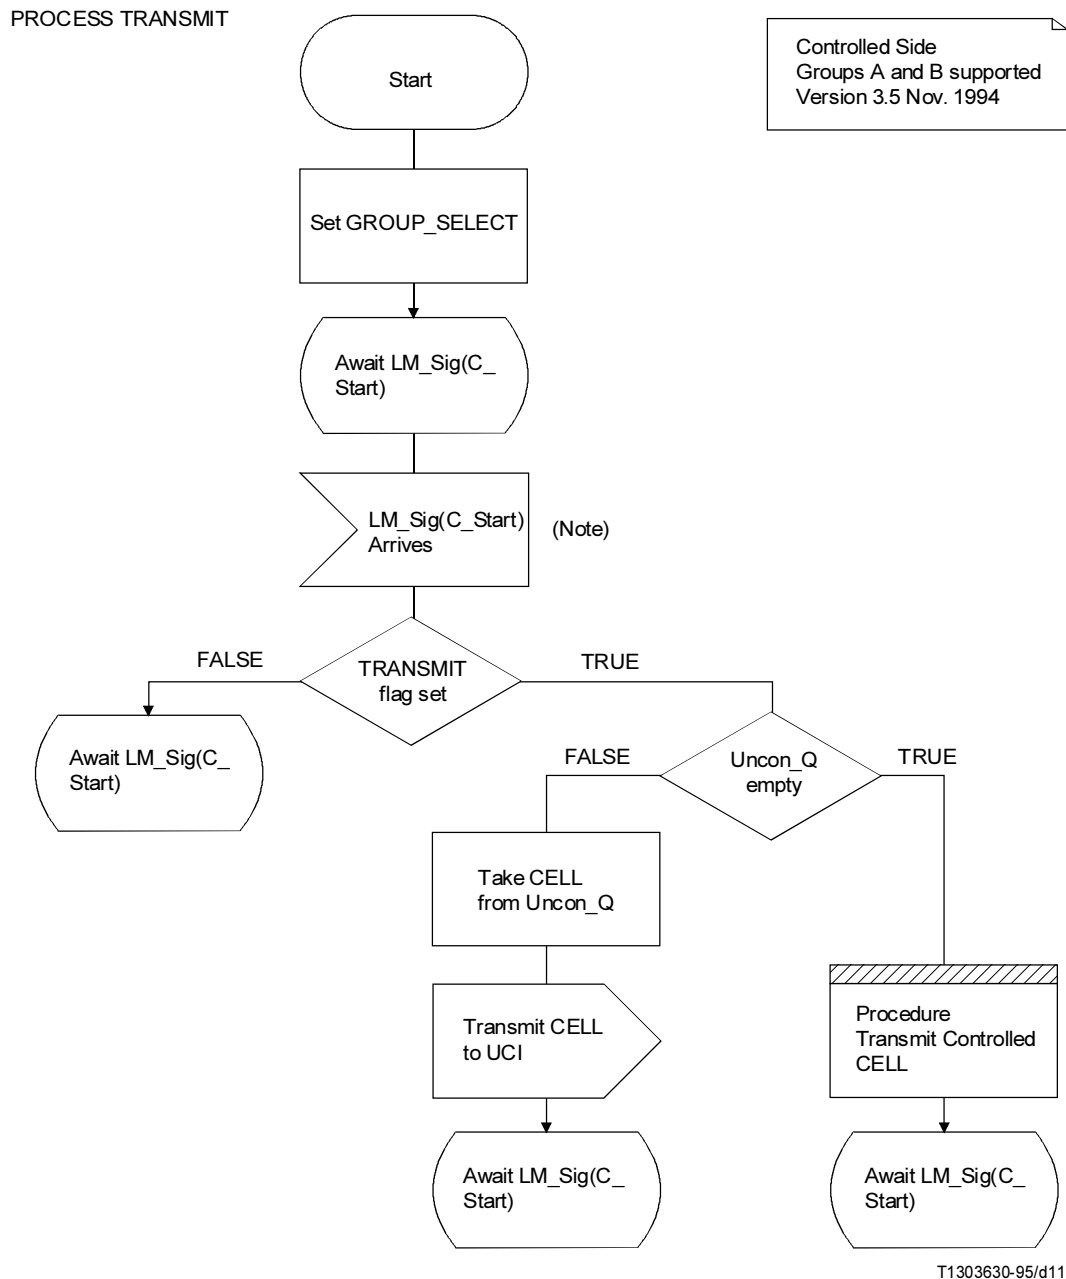 PROCESS TRANSMIT
Controlled Side
Groups A and B supported
Version 3.5 Nov. 1994
Start
Set GROUP_SELECT
Await LM_Sig(C_
Start)
LM_Sig(C_Start)
Arrives
(Note)
FALSE
TRANSMIT
flag set
TRUE
Await LM_Sig(C_
Start)
FALSE
Uncon_Q
empty
TRUE
Take CELL
from Uncon_Q
Transmit CELL
to UCI
Procedure
Transmit Controlled
CELL
Await LM_Sig(C_
Start)
Await LM_Sig(C_
Start)
T1303630-95/d11